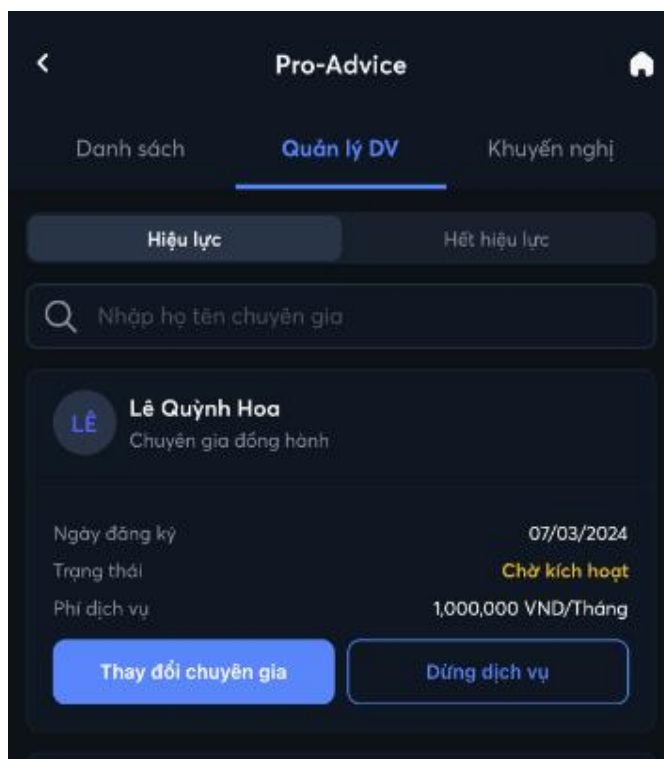 Pro-Advice
Danh sách Quản lý DV Khuyến nghị
Hiệu lực Hết hiệu lực
Nhập họ tên chuyên gia
LÊ Lê Quỳnh Hoa
Chuyên gia đồng hành
Ngày đăng ký 07/03/2024
Trạng thái Chờ kích hoạt
Phí dịch vụ 1,000,000 VND/Tháng
Thay đổi chuyên gia Dừng dịch vụ